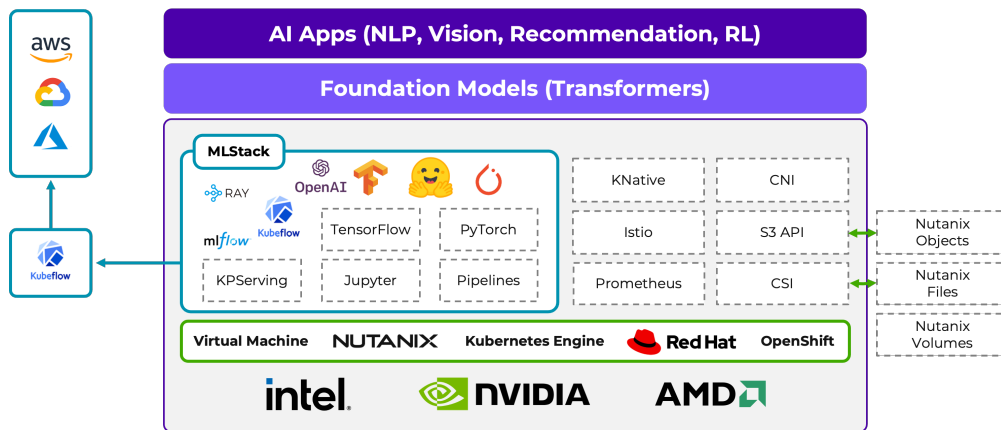 aws
AI Apps (NLP, Vision, Recommendation, RL)
Foundation Models (Transformers)
MLStack
RAY
OpenAI
Kubeflow
mlflow
TensorFlow
PyTorch
KPServing
Jupyter
Pipelines
KNative
CNI
Istio
S3 API
Prometheus
CSI
Nutanix
Objects
Nutanix
Files
Nutanix
Volumes
Kubeflow
Virtual Machine
NUTANIX
Kubernetes Engine
Red Hat
OpenShift
intel.
NVIDIA
AMD